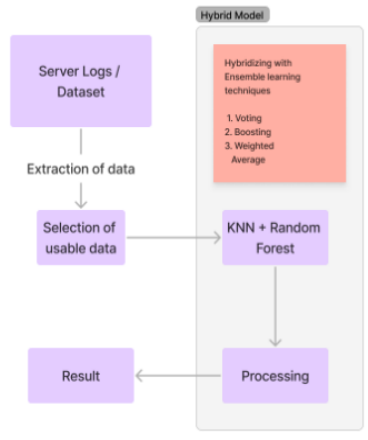 Hybrid Model
Server Logs /
Dataset
Hybridizing with
Ensemble learning
techniques
1. Voting
2. Boosting
3. Weighted
Average
Extraction of data
Selection of
usable data
KNN + Random
Forest
Result
Processing